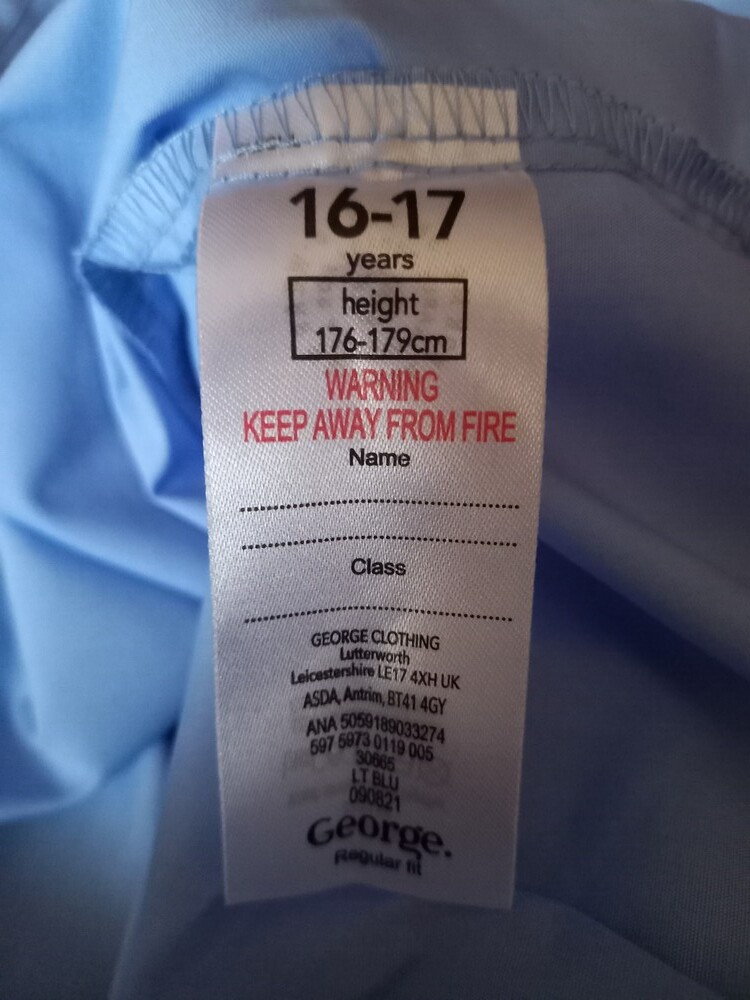 16-17
years
height
176-179cm
WARNING
KEEP AWAY FROM FIRE
Name
Class
GEORGE CLOTHING
Lutterworth
Leicestershire LE17 4XH UK
ASDA, Antrim, BT41 4GY
ANA 5059189033274
597 5973 0119 005
30665
LT BLU
090821
George.
Regular fit